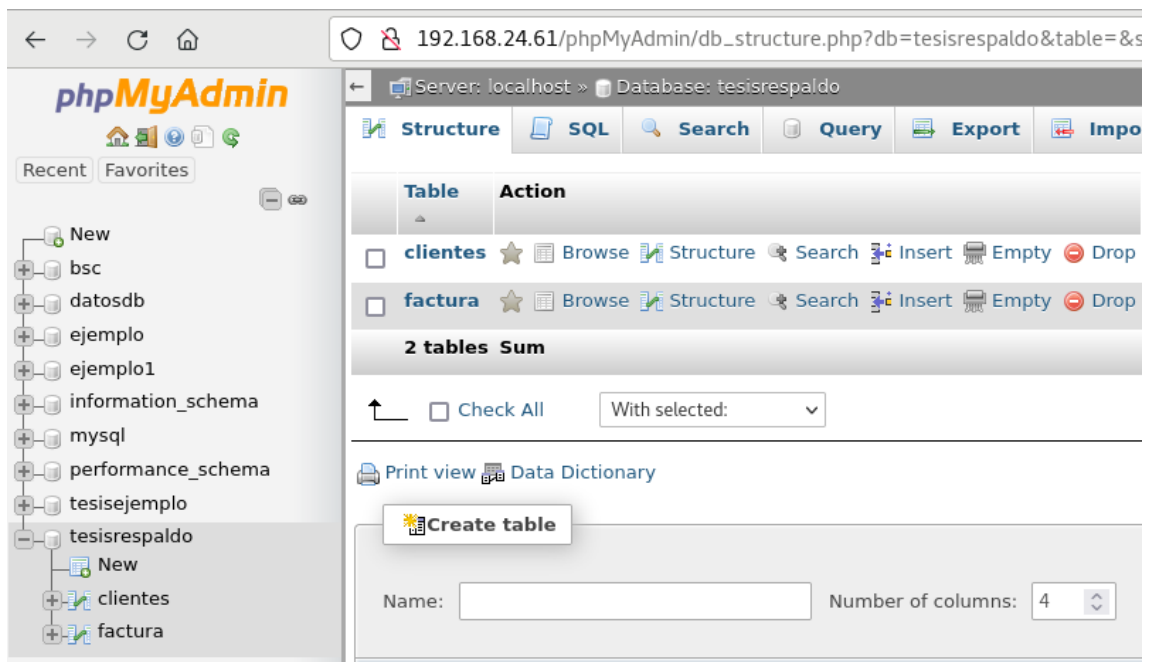 192.168.24.61/phpMyAdmin/db_structure.php?db=tesisrespaldo&table=&s
phpMyAdmin
Recent Favorites
New
bsc
datosdb
ejemplo
ejemplo1
information_schema
mysql
performance_schema
tesisejemplo
tesisrespaldo
New
clientes
factura
Server: localhost » Database: tesisrespaldo
Structure SQL Search Query Export Impo
Table Action
clientes Browse Structure Search Insert Empty Drop
factura Browse Structure Search Insert Empty Drop
2 tables Sum
Check All With selected:
Print view Data Dictionary
Create table
Name: Number of columns: 4